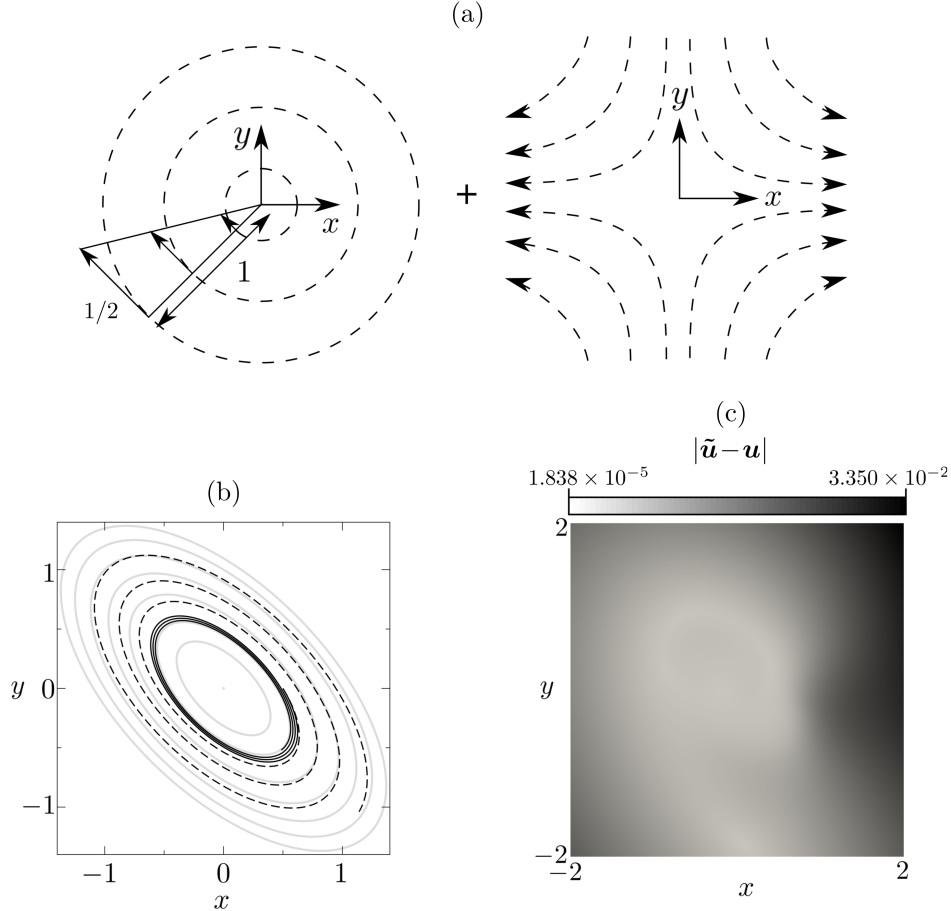 (a)
y
x
1
1/2
+
y
x
(b)
1
y 0
−1
−1 0 1
x
(c)
|ũ−u|
1.838 × 10⁻⁵ 3.350 × 10⁻²
2
y
−2
−2 2
x